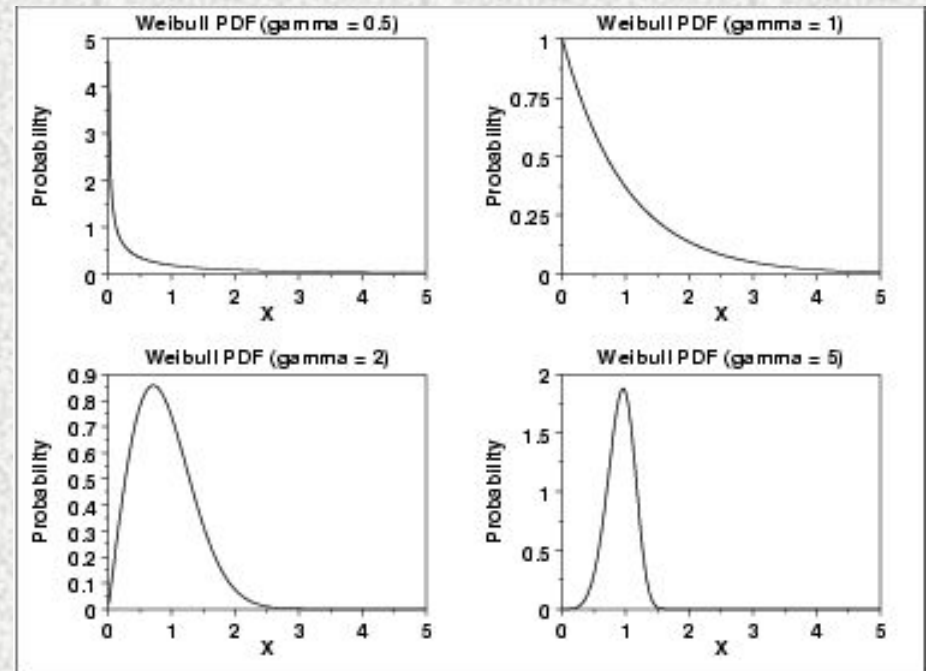 Weibull PDF (gamma = 0.5)
5
4
3
2
1
0
Probability
0 1 2 3 4 5
X
Weibull PDF (gamma = 1)
1
0.75
0.5
0.25
0
Probability
0 1 2 3 4 5
X
Weibull PDF (gamma = 2)
0.9
0.8
0.7
0.6
0.5
0.4
0.3
0.2
0.1
0
Probability
0 1 2 3 4 5
X
Weibull PDF (gamma = 5)
2
1.5
1
0.5
0
Probability
0 1 2 3 4 5
X